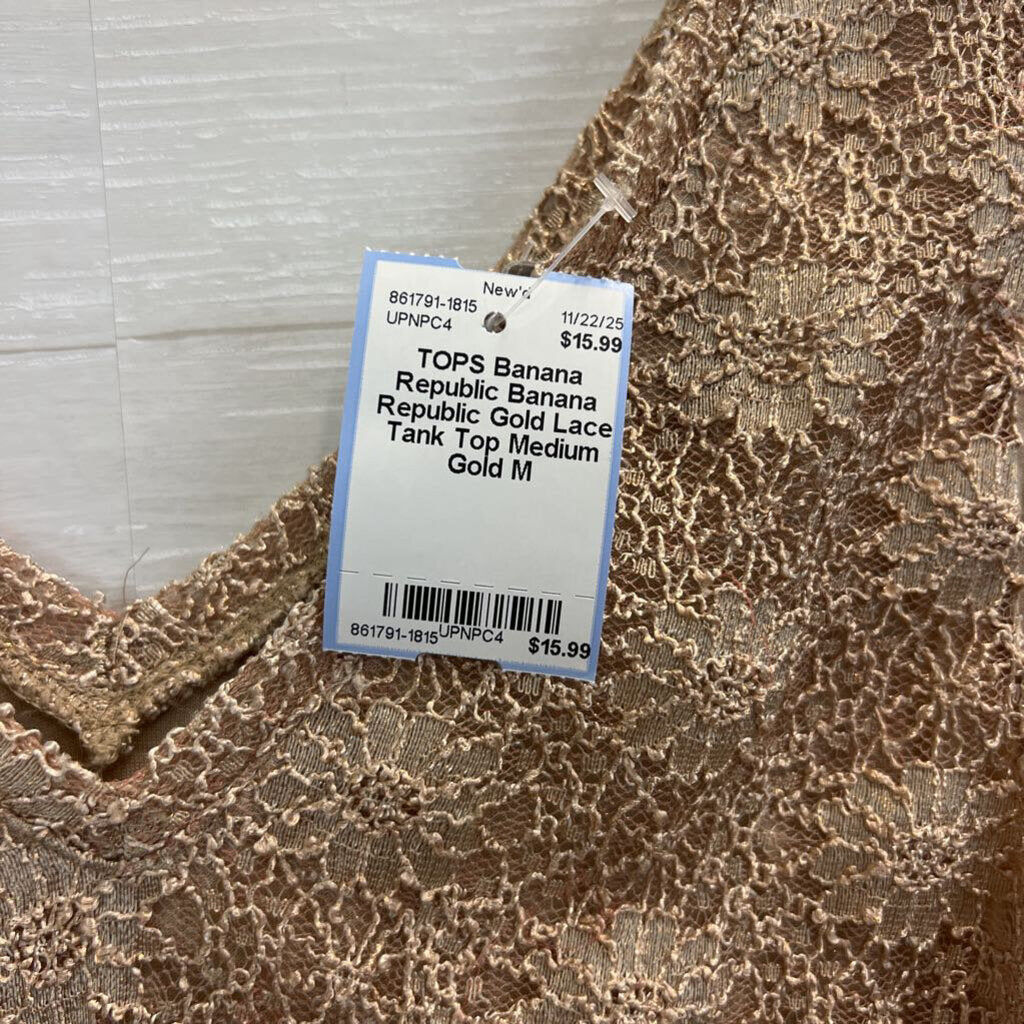 New'd
861791-1815 11/22/25
UPNPC4 $15.99
TOPS Banana
Republic Banana
Republic Gold Lace
Tank Top Medium
Gold M
861791-1815 UPNPC4 $15.99